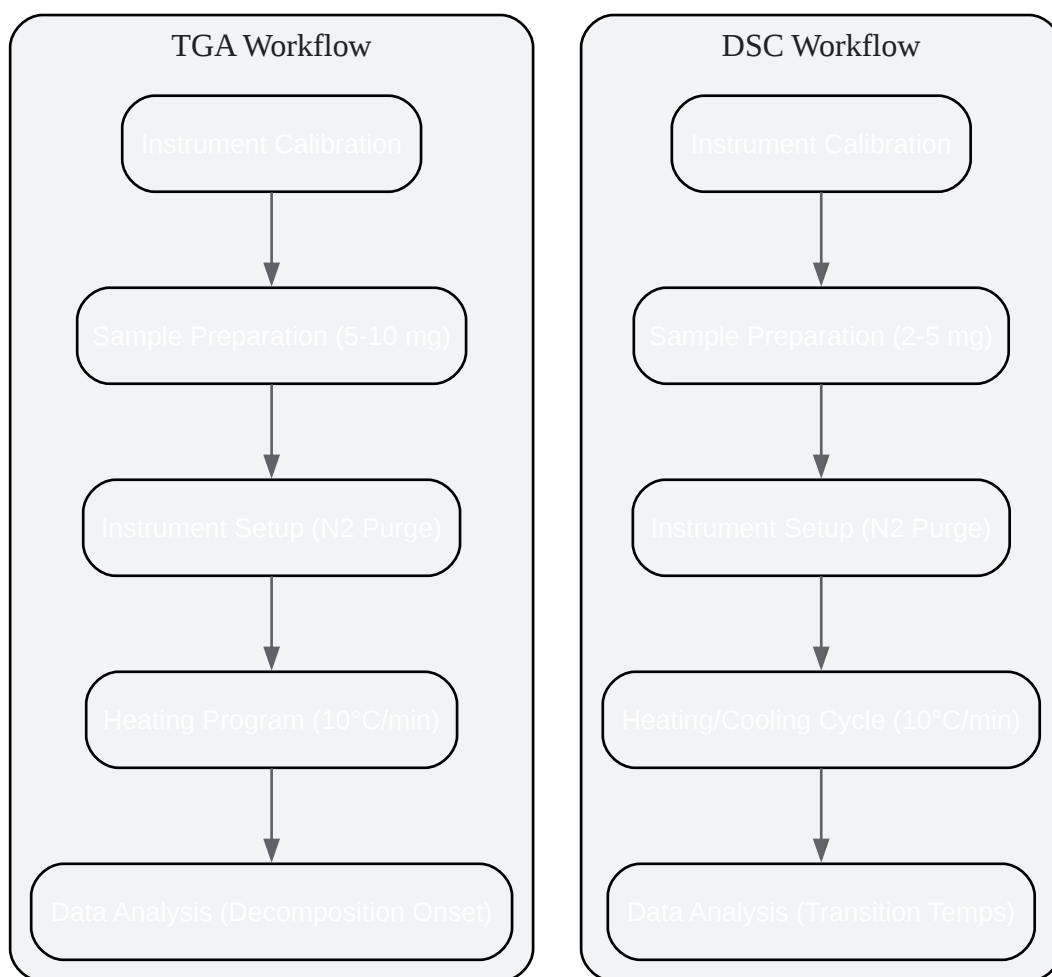 TGA Workflow
Instrument Calibration
Sample Preparation (5-10 mg)
Instrument Setup (N2 Purge)
Heating Program (10°C/min)
Data Analysis (Decomposition Onset)
DSC Workflow
Instrument Calibration
Sample Preparation (2-5 mg)
Instrument Setup (N2 Purge)
Heating/Cooling Cycle (10°C/min)
Data Analysis (Transition Temps)